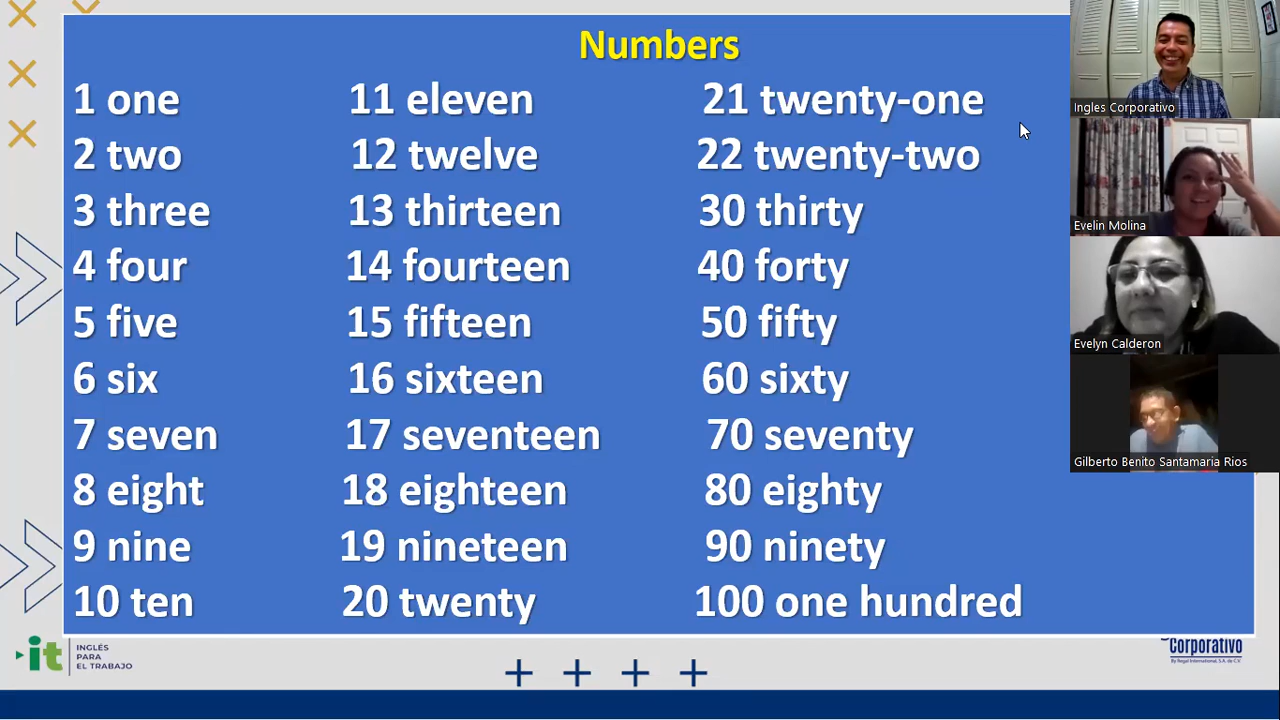 Numbers
1 one 11 eleven 21 twenty-one
2 two 12 twelve 22 twenty-two
3 three 13 thirteen 30 thirty
4 four 14 fourteen 40 forty
5 five 15 fifteen 50 fifty
6 six 16 sixteen 60 sixty
7 seven 17 seventeen 70 seventy
8 eight 18 eighteen 80 eighty
9 nine 19 nineteen 90 ninety
10 ten 20 twenty 100 one hundred
Ingles Corporativo
Evelin Molina
Evelyn Calderon
Gilberto Benito Santamaria Rios
it
INGLÉS
PARA
EL TRABAJO
Corporativo
By Regal International, S.A. de C.V.